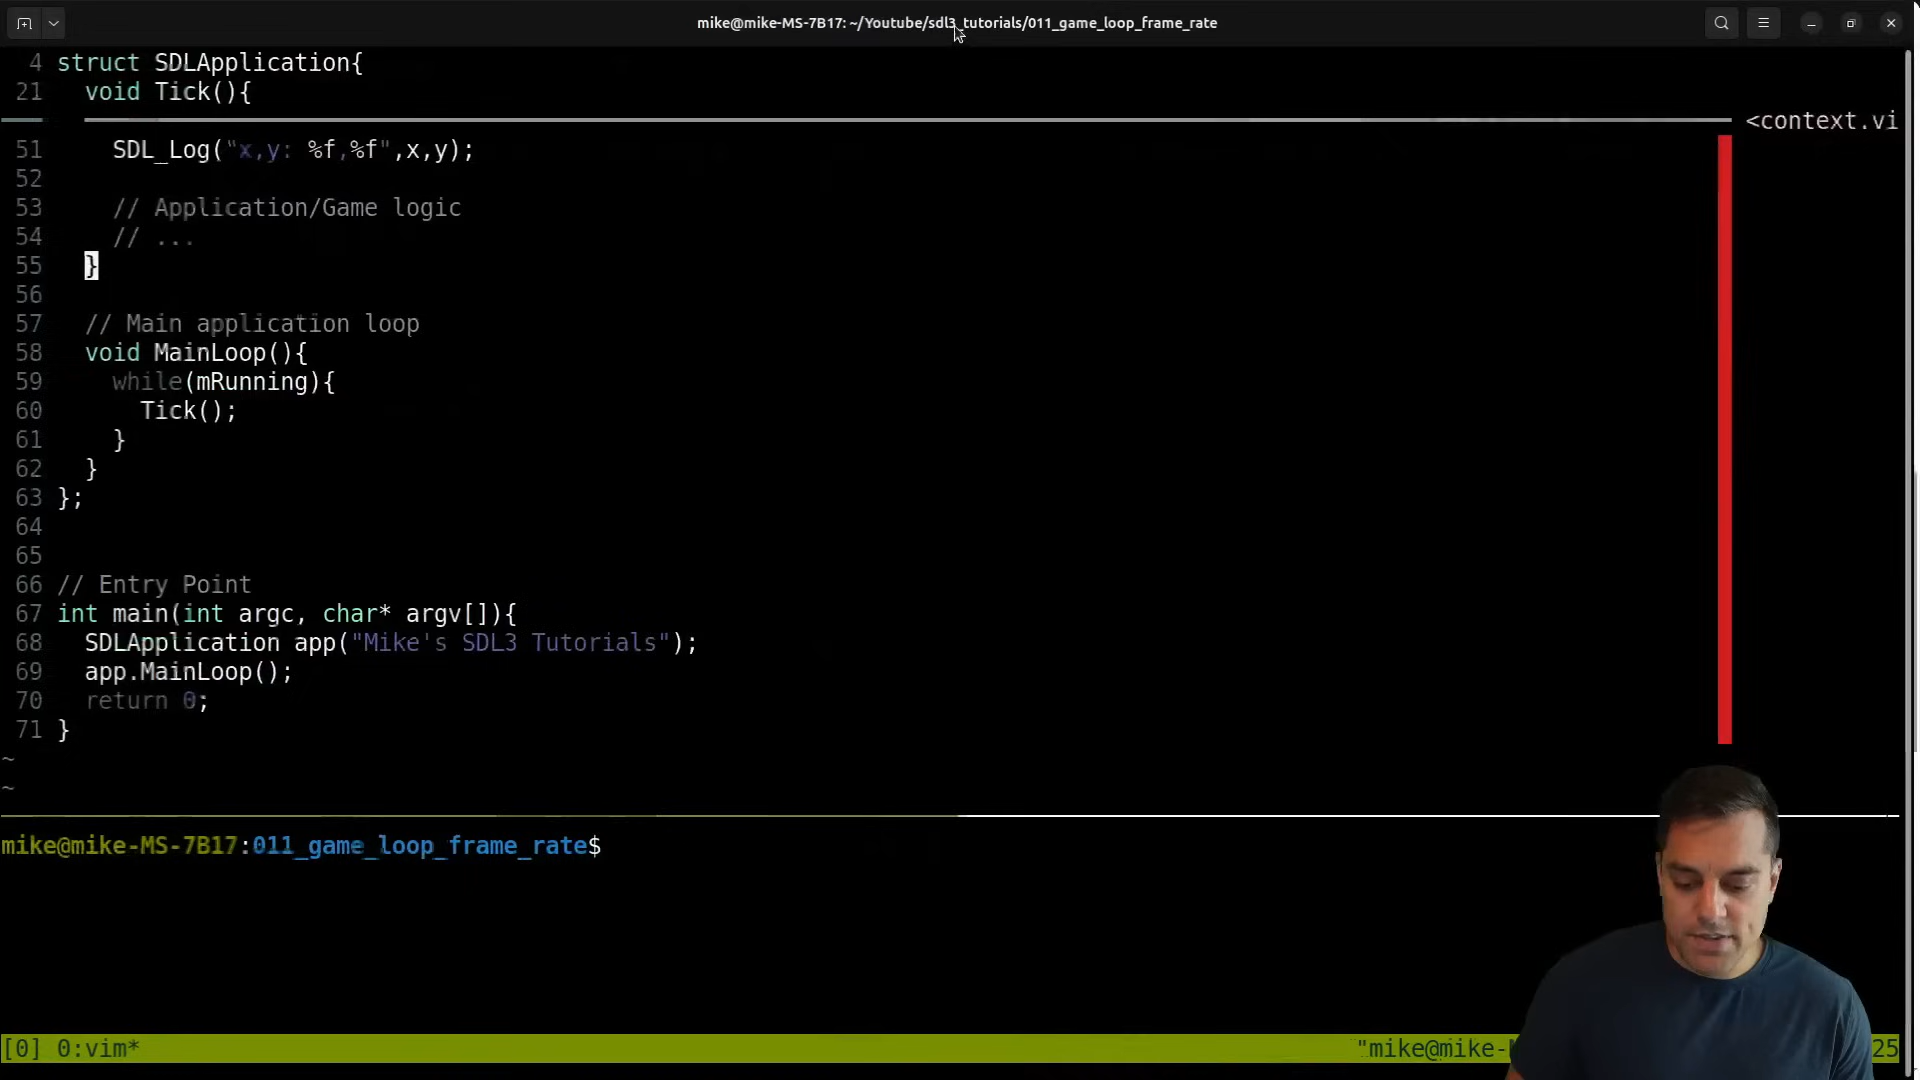 mike@mike-MS-7B17: ~/Youtube/sdl3_tutorials/011_game_loop_frame_rate
4 struct SDLApplication{
21 void Tick(){
<context.vi
51 SDL_Log("x,y: %f,%f",x,y);
52
53 // Application/Game logic
54 // ...
55 }
56
57 // Main application loop
58 void MainLoop(){
59 while(mRunning){
60 Tick();
61 }
62 }
63 };
64
65
66 // Entry Point
67 int main(int argc, char* argv[]){
68 SDLApplication app("Mike's SDL3 Tutorials");
69 app.MainLoop();
70 return 0;
71 }
~
~
mike@mike-MS-7B17:011_game_loop_frame_rate$
[0] 0:vim* "mike@mike- 25